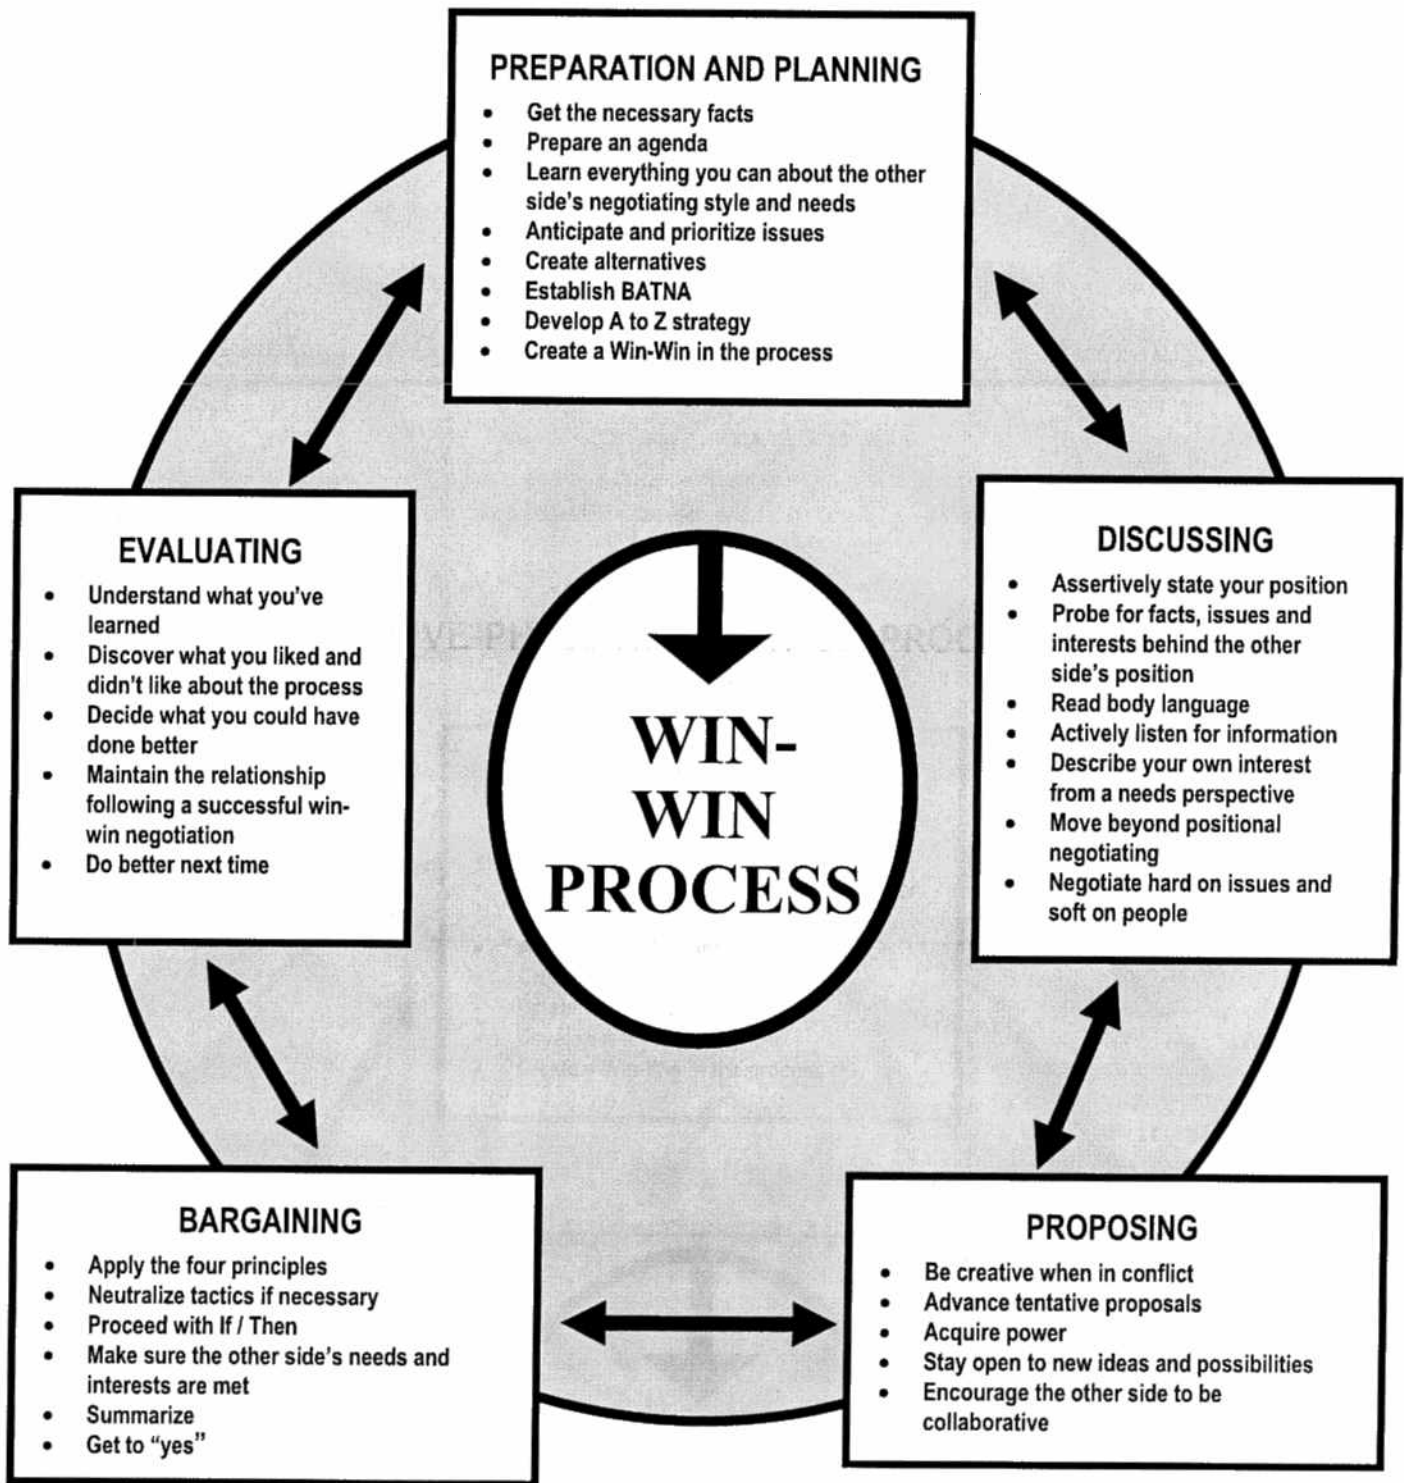 PREPARATION AND PLANNING
• Get the necessary facts
• Prepare an agenda
• Learn everything you can about the other
side's negotiating style and needs
• Anticipate and prioritize issues
• Create alternatives
• Establish BATNA
• Develop A to Z strategy
• Create a Win-Win in the process
EVALUATING
• Understand what you've
learned
• Discover what you liked and
didn't like about the process
• Decide what you could have
done better
• Maintain the relationship
following a successful win-
win negotiation
• Do better next time
WIN-
WIN
PROCESS
DISCUSSING
• Assertively state your position
• Probe for facts, issues and
interests behind the other
side's position
• Read body language
• Actively listen for information
• Describe your own interest
from a needs perspective
• Move beyond positional
negotiating
• Negotiate hard on issues and
soft on people
BARGAINING
• Apply the four principles
• Neutralize tactics if necessary
• Proceed with If / Then
• Make sure the other side's needs and
interests are met
• Summarize
• Get to "yes"
PROPOSING
• Be creative when in conflict
• Advance tentative proposals
• Acquire power
• Stay open to new ideas and possibilities
• Encourage the other side to be
collaborative